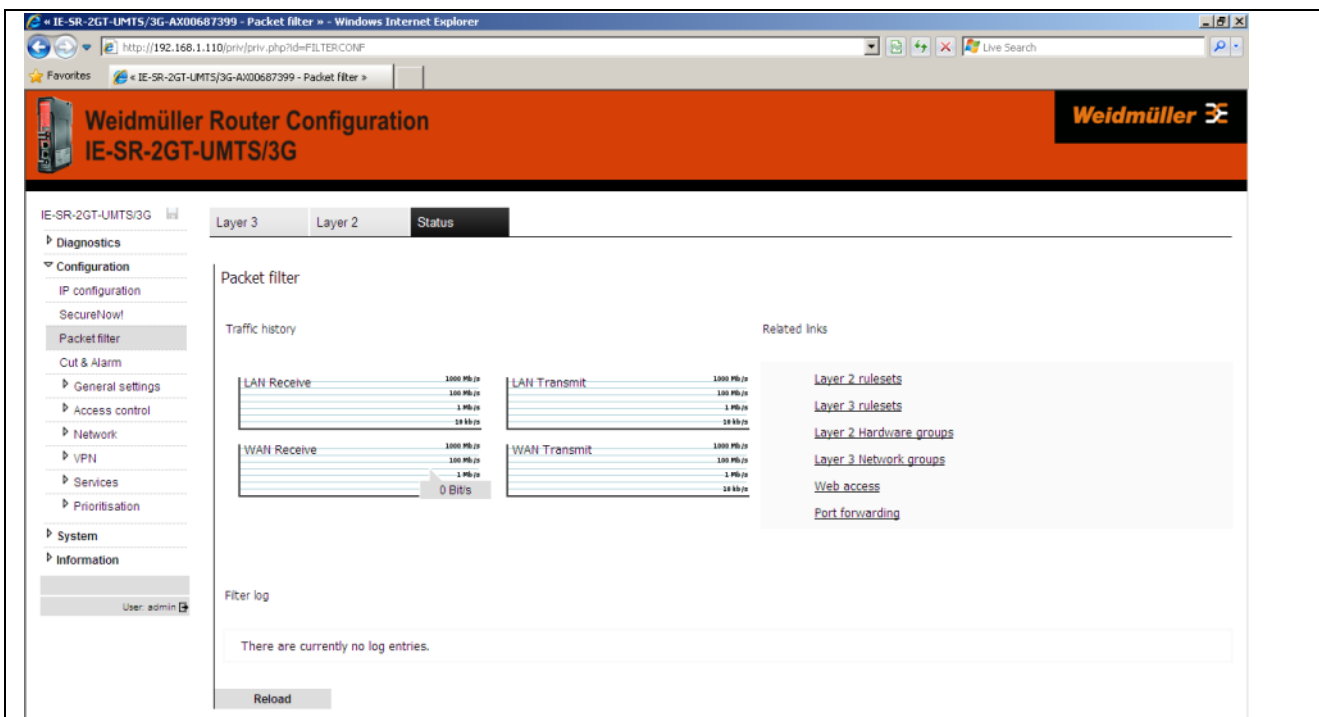 « IE-SR-2GT-UMTS/3G-AX00687399 - Packet filter » - Windows Internet Explorer
http://192.168.1.110/priv/priv.php?id=FILTERCONF
Live Search
Favorites
« IE-SR-2GT-UMTS/3G-AX00687399 - Packet filter »
Weidmüller Router Configuration
IE-SR-2GT-UMTS/3G
Weidmüller
IE-SR-2GT-UMTS/3G
Diagnostics
Configuration
IP configuration
SecureNow!
Packet filter
Cut & Alarm
General settings
Access control
Network
VPN
Services
Prioritisation
System
Information
User: admin
Layer 3 Layer 2 Status
Packet filter
Traffic history
LAN Receive
1000 Mb/s
100 Mb/s
1 Mb/s
10 kb/s
LAN Transmit
1000 Mb/s
100 Mb/s
1 Mb/s
10 kb/s
WAN Receive
1000 Mb/s
100 Mb/s
1 Mb/s
0 Bit/s
WAN Transmit
1000 Mb/s
100 Mb/s
1 Mb/s
10 kb/s
Related links
Layer 2 rulesets
Layer 3 rulesets
Layer 2 Hardware groups
Layer 3 Network groups
Web access
Port forwarding
Filter log
There are currently no log entries.
Reload